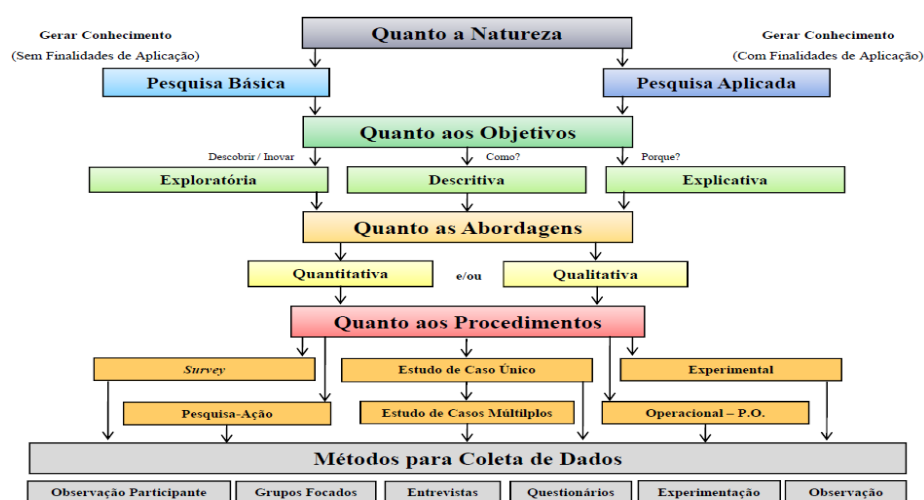 Gerar Conhecimento
(Sem Finalidades de Aplicação)
Quanto a Natureza
Gerar Conhecimento
(Com Finalidades de Aplicação)
Pesquisa Básica
Pesquisa Aplicada
Quanto aos Objetivos
Descobrir / Inovar
Como?
Porque?
Exploratória
Descritiva
Explicativa
Quanto as Abordagens
Quantitativa
e/ou
Qualitativa
Quanto aos Procedimentos
Survey
Estudo de Caso Único
Experimental
Pesquisa-Ação
Estudo de Casos Múltilplos
Operacional – P.O.
Métodos para Coleta de Dados
Observação Participante
Grupos Focados
Entrevistas
Questionários
Experimentação
Observação